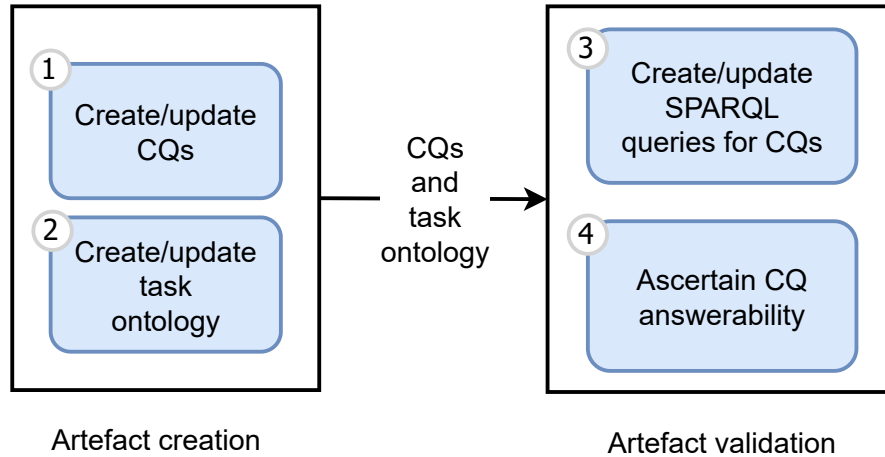 1
Create/update
CQs
2
Create/update
task
ontology
Artefact creation
CQs
and
task
ontology
3
Create/update
SPARQL
queries for CQs
4
Ascertain CQ
answerability
Artefact validation